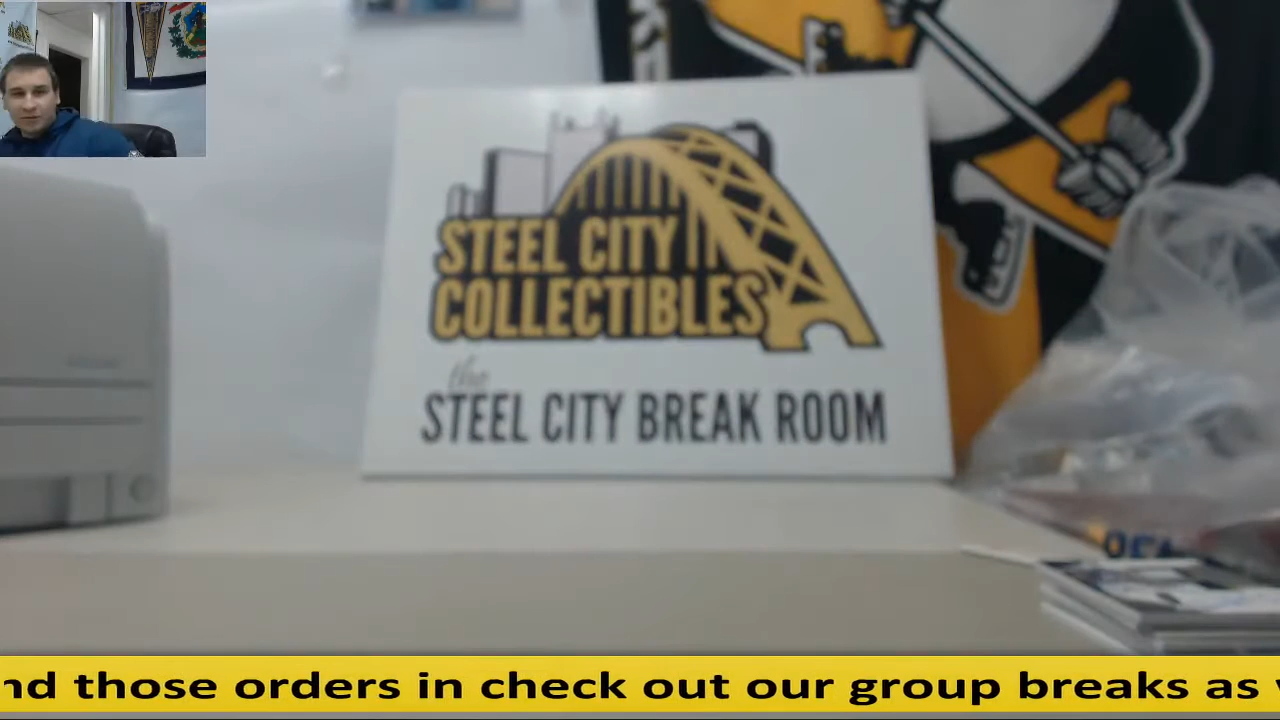 STEEL CITY
COLLECTIBLES
the
STEEL CITY BREAK ROOM
nd those orders in check out our group breaks as